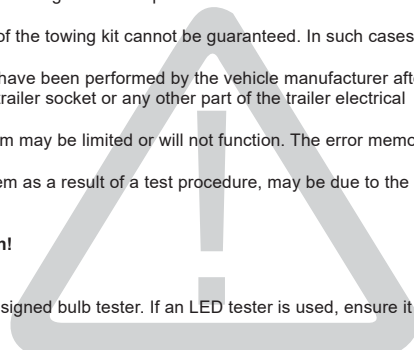 of the towing kit cannot be guaranteed. In such cases
have been performed by the vehicle manufacturer afte
trailer socket or any other part of the trailer electrical
m may be limited or will not function. The error memo
em as a result of a test procedure, may be due to the
n!
signed bulb tester. If an LED tester is used, ensure it